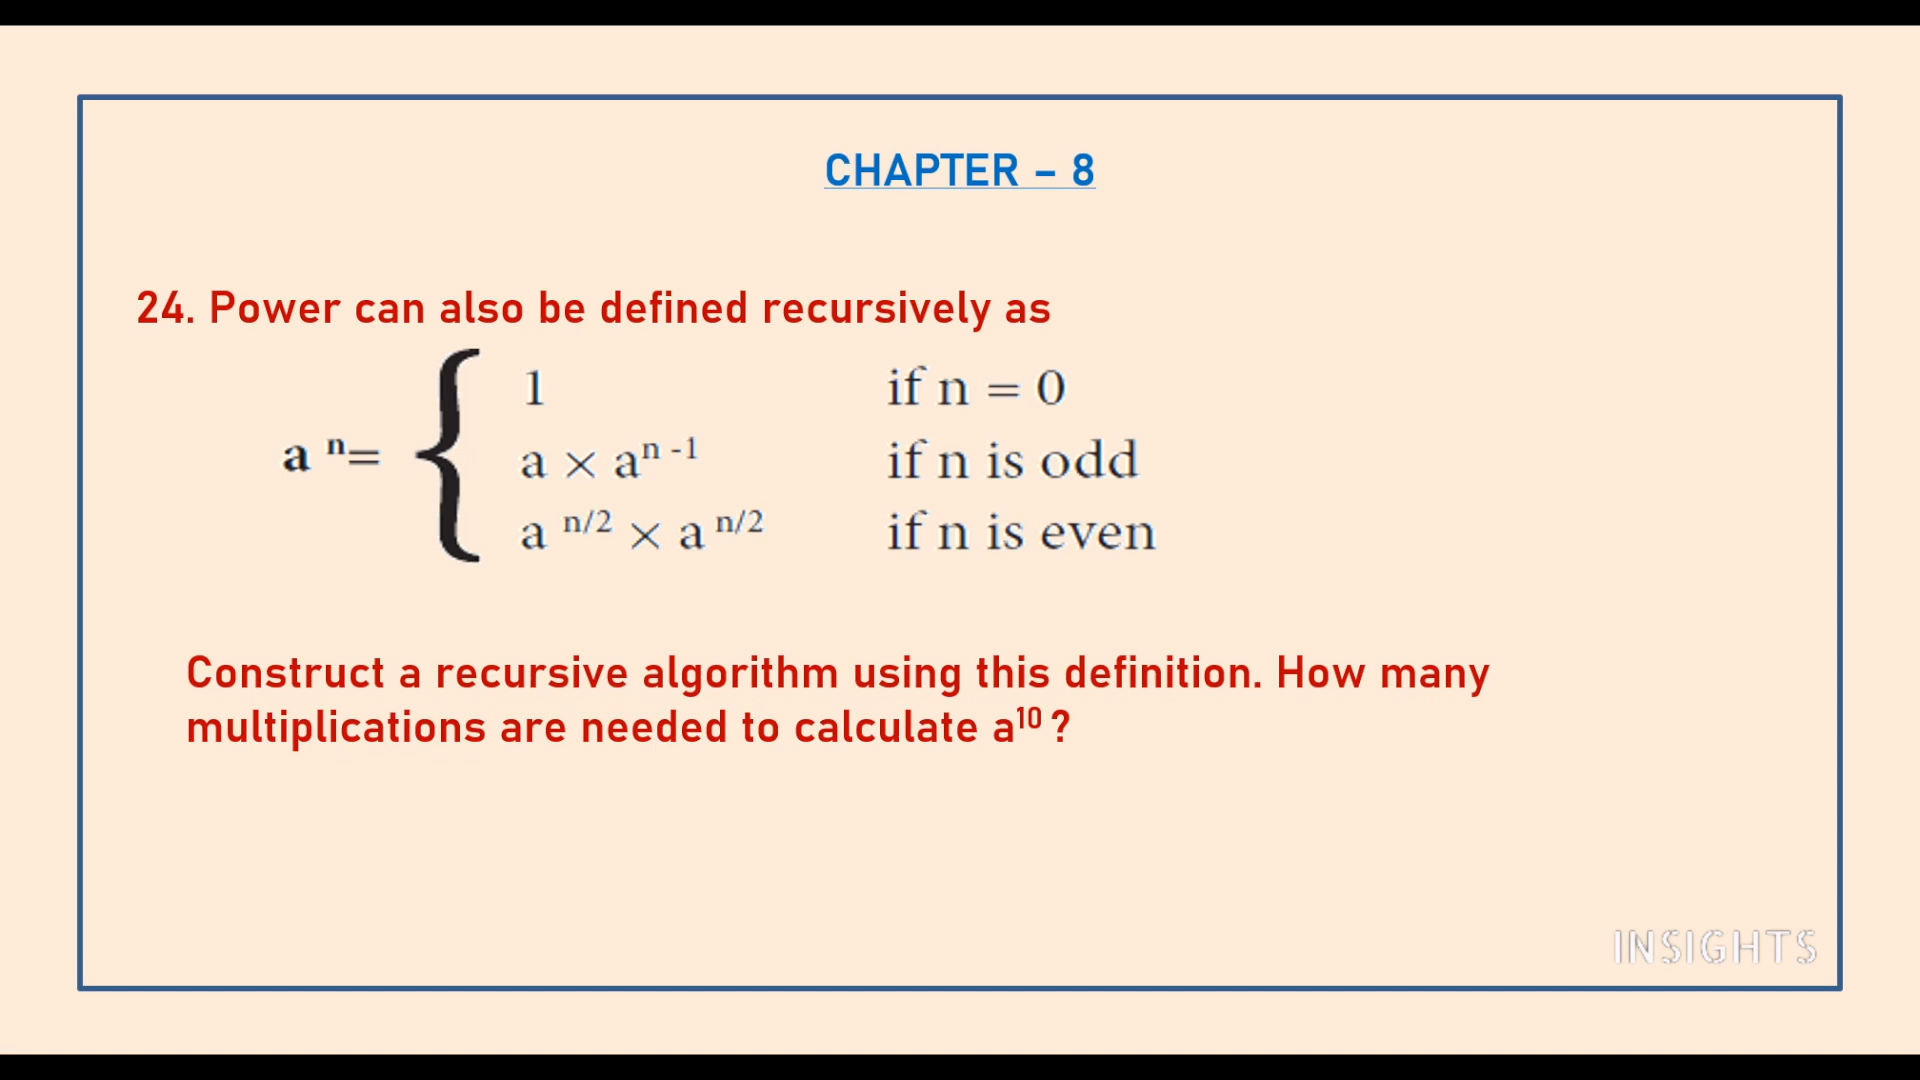 CHAPTER – 8
24. Power can also be defined recursively as
1 if n = 0
a ⁿ= { a × aⁿ ⁻¹ if n is odd
a ⁿ/² × a ⁿ/² if n is even
Construct a recursive algorithm using this definition. How many
multiplications are needed to calculate a¹⁰ ?
INSIGHTS